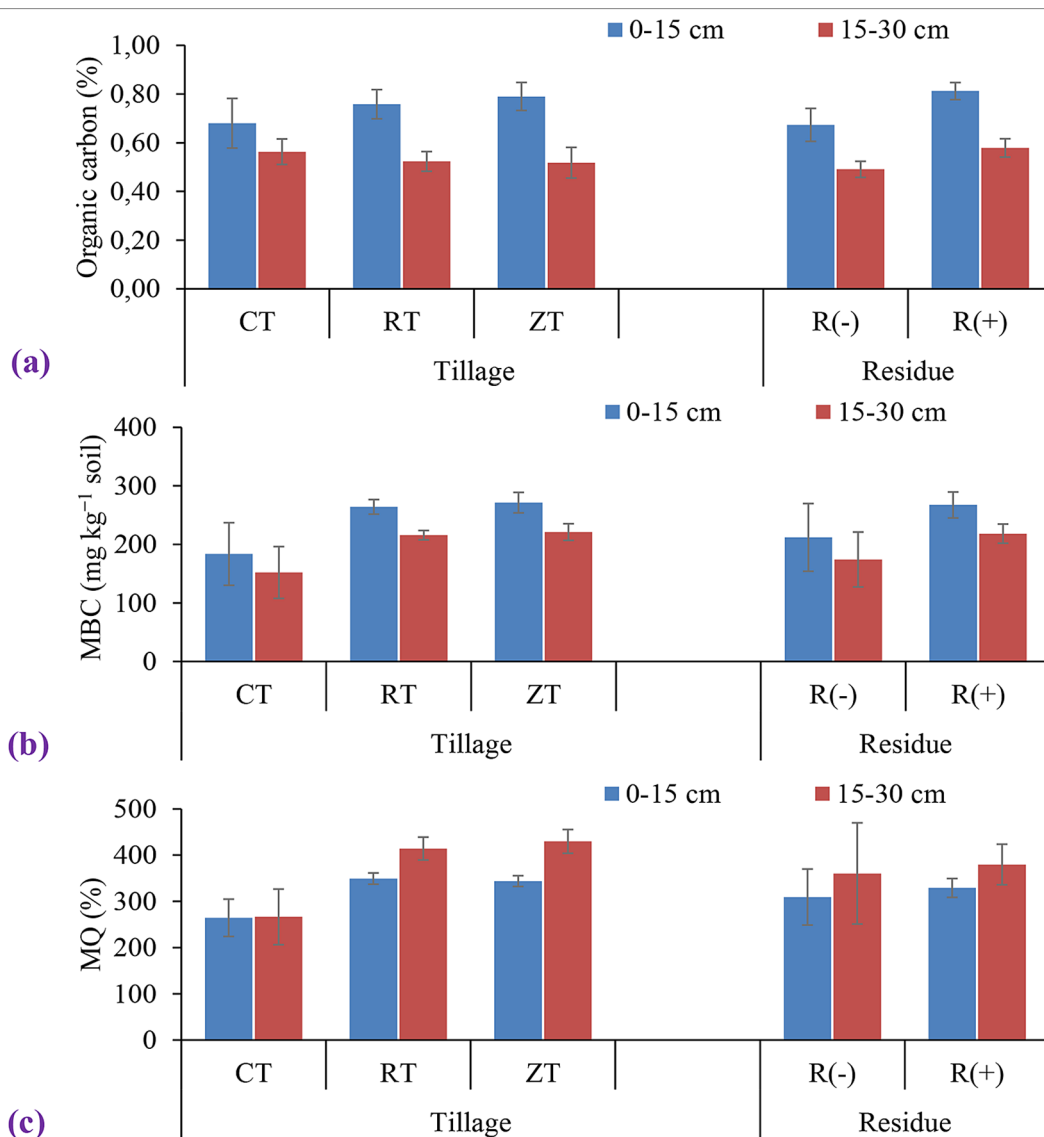 0-15 cm 15-30 cm
Organic carbon (%)
1,00
0,80
0,60
0,40
0,20
0,00
CT RT ZT R(-) R(+)
Tillage Residue
(a)
0-15 cm 15-30 cm
MBC (mg kg⁻¹ soil)
400
300
200
100
0
CT RT ZT R(-) R(+)
Tillage Residue
(b)
0-15 cm 15-30 cm
MQ (%)
500
400
300
200
100
0
CT RT ZT R(-) R(+)
Tillage Residue
(c)